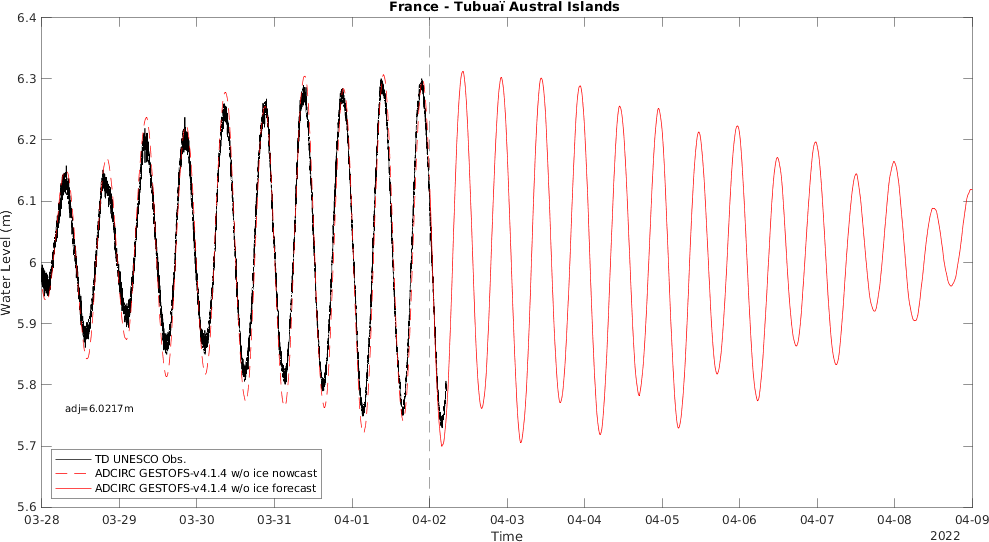 France - Tubuaï Austral Islands
6.4
6.3
6.2
6.1
6
5.9
5.8
5.7
5.6
Water Level (m)
adj=6.0217m
TD UNESCO Obs.
ADCIRC GESTOFS-v4.1.4 w/o ice nowcast
ADCIRC GESTOFS-v4.1.4 w/o ice forecast
03-28 03-29 03-30 03-31 04-01 04-02 04-03 04-04 04-05 04-06 04-07 04-08 04-09
Time
2022